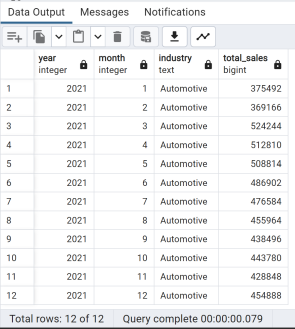 Data Output Messages Notifications
year month industry total_sales
integer integer text bigint
1 2021 1 Automotive 375492
2 2021 2 Automotive 369166
3 2021 3 Automotive 524244
4 2021 4 Automotive 512810
5 2021 5 Automotive 508814
6 2021 6 Automotive 486902
7 2021 7 Automotive 476584
8 2021 8 Automotive 455964
9 2021 9 Automotive 438496
10 2021 10 Automotive 443780
11 2021 11 Automotive 428848
12 2021 12 Automotive 454888
Total rows: 12 of 12 Query complete 00:00:00.079